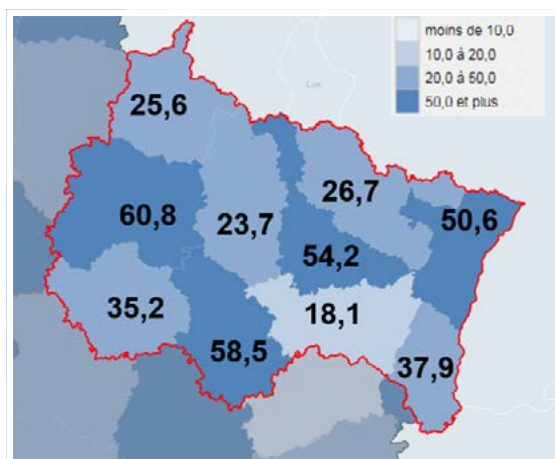 moins de 10,0
10,0 à 20,0
20,0 à 50,0
50,0 et plus
25,6
26,7
50,6
60,8
23,7
54,2
35,2
18,1
58,5
37,9